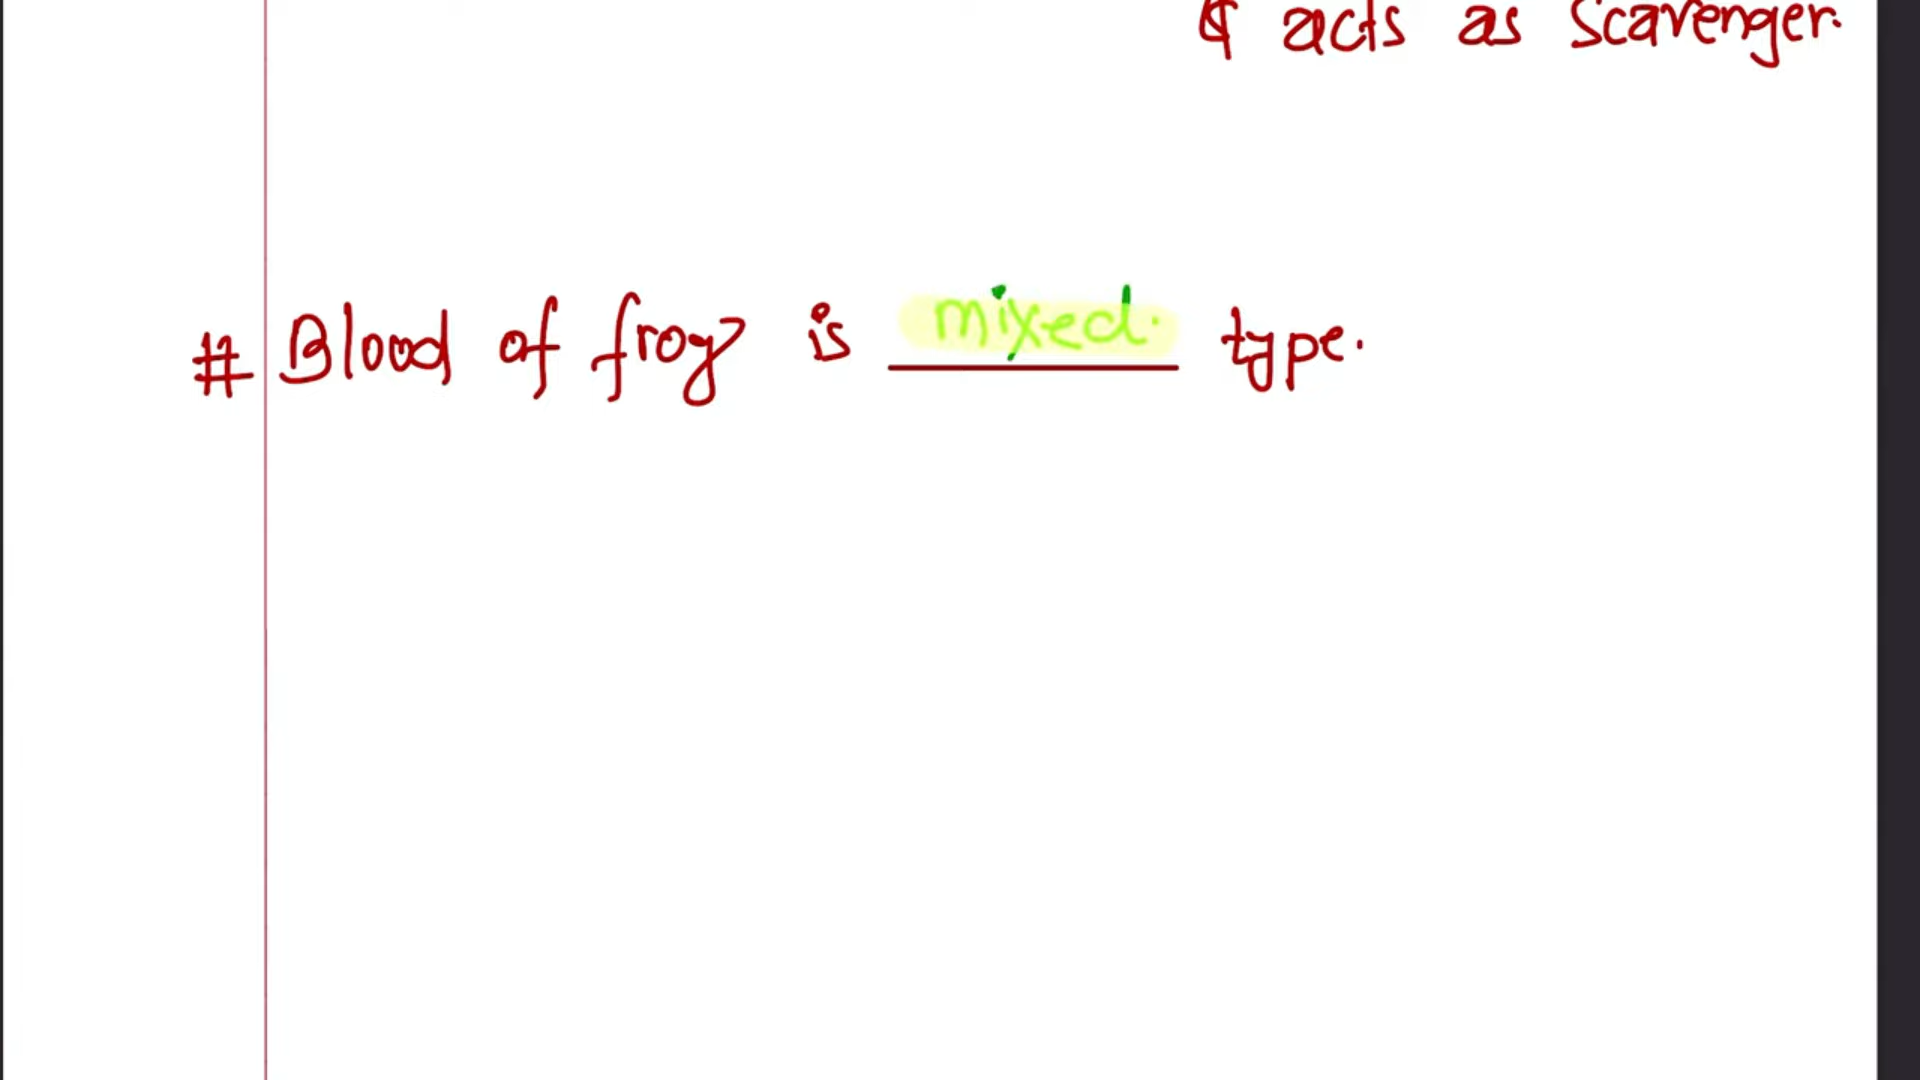 & acts as Scavenger.
# Blood of frog is mixed. type.